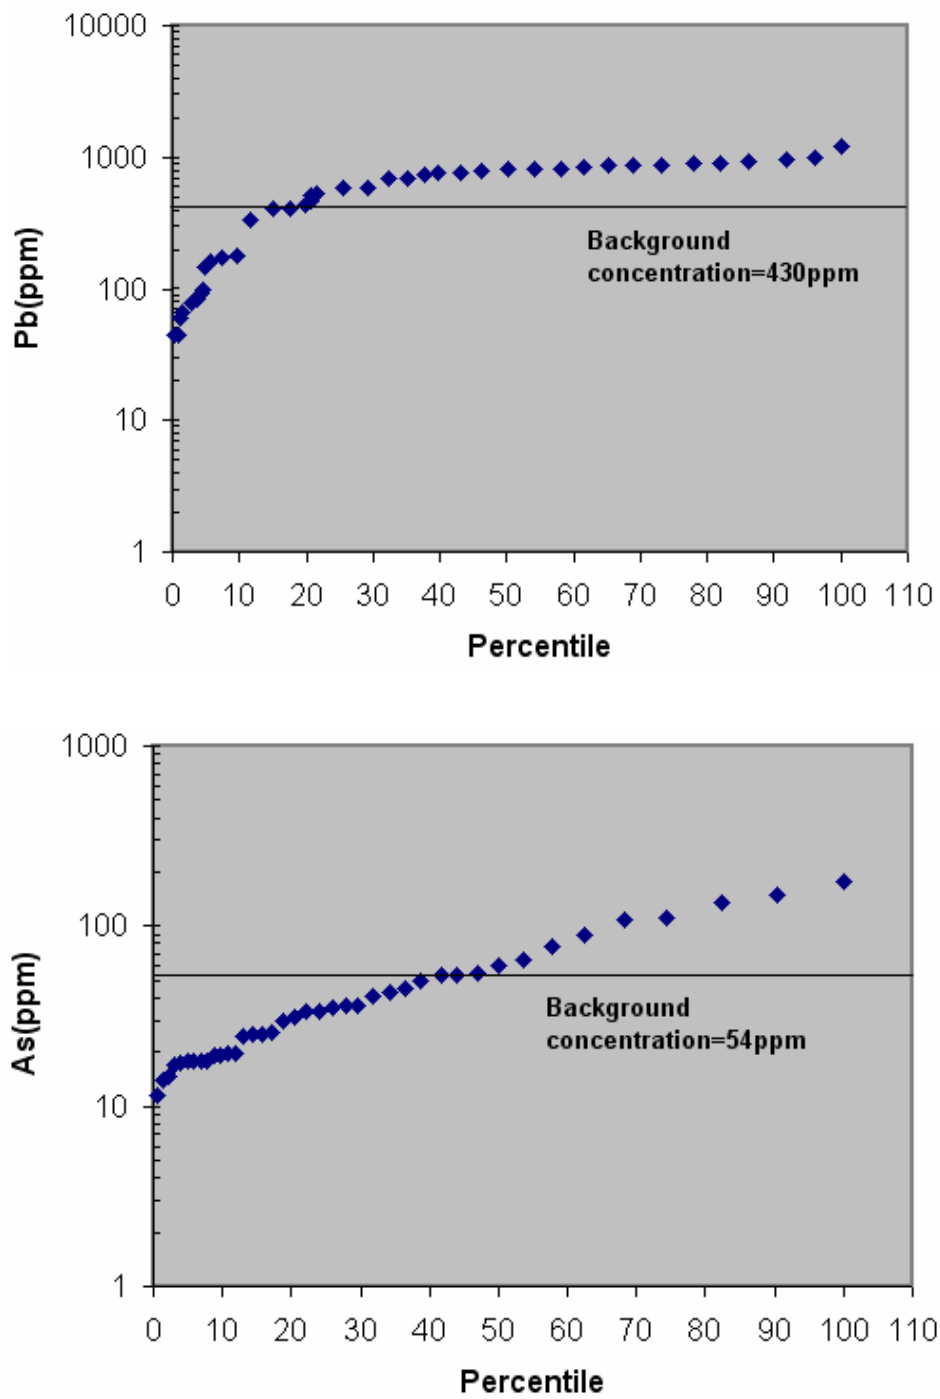 10000
1000
100
10
1
Pb(ppm)
Background
concentration=430ppm
0 10 20 30 40 50 60 70 80 90 100 110
Percentile
1000
100
10
1
As(ppm)
Background
concentration=54ppm
0 10 20 30 40 50 60 70 80 90 100 110
Percentile